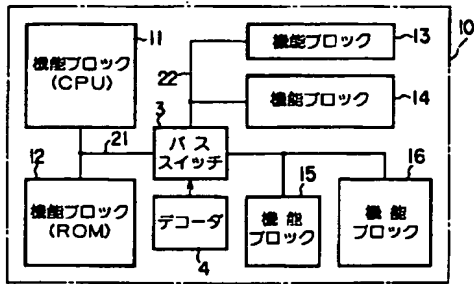 11
機能ブロック
(CPU)
機能ブロック
13
10
22
機能ブロック
14
3
21
バス
スイッチ
12
機能ブロック
(ROM)
デコーダ
4
15
機能
ブロック
16
機能
ブロック